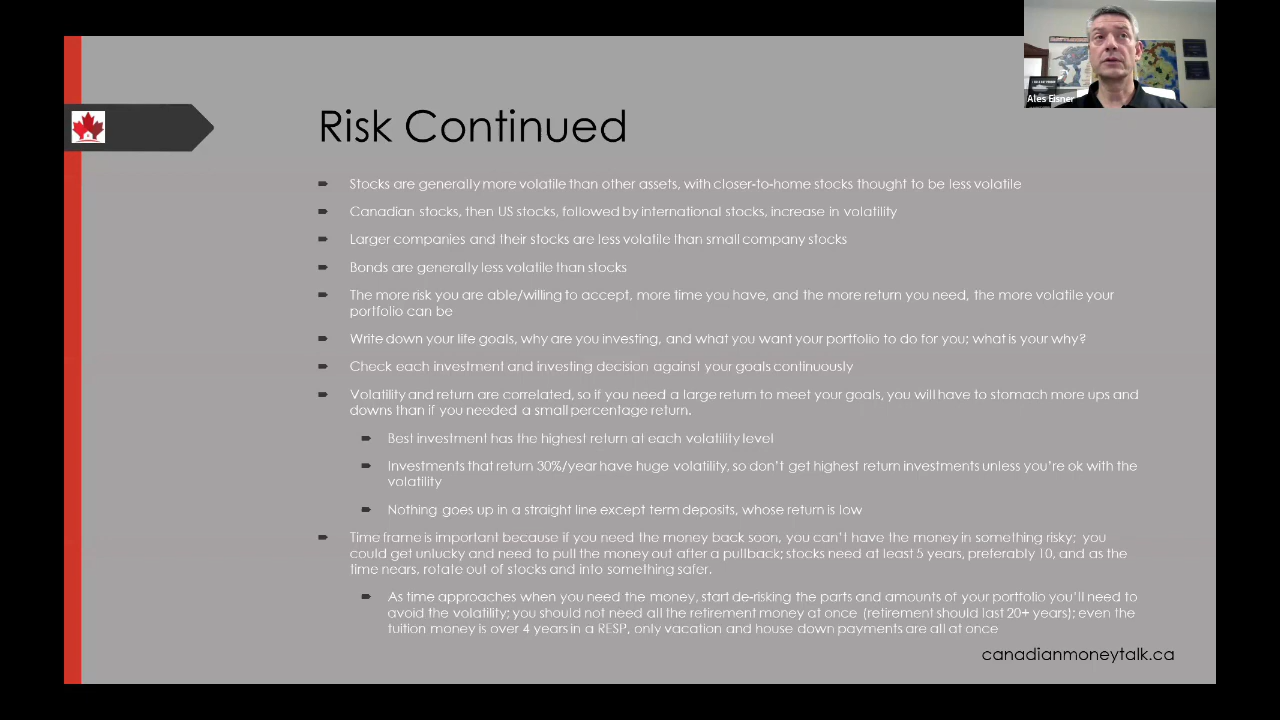 Ales Eisner
Risk Continued
Stocks are generally more volatile than other assets, with closer-to-home stocks thought to be less volatile
Canadian stocks, then US stocks, followed by international stocks, increase in volatility
Larger companies and their stocks are less volatile than small company stocks
Bonds are generally less volatile than stocks
The more risk you are able/willing to accept, more time you have, and the more return you need, the more volatile your
portfolio can be
Write down your life goals, why are you investing, and what you want your portfolio to do for you; what is your why?
Check each investment and investing decision against your goals continuously
Volatility and return are correlated, so if you need a large return to meet your goals, you will have to stomach more ups and
downs than if you needed a small percentage return.
Best investment has the highest return at each volatility level
Investments that return 30%/year have huge volatility, so don't get highest return investments unless you're ok with the
volatility
Nothing goes up in a straight line except term deposits, whose return is low
Time frame is important because if you need the money back soon, you can't have the money in something risky; you
could get unlucky and need to pull the money out after a pullback; stocks need at least 5 years, preferably 10, and as the
time nears, rotate out of stocks and into something safer.
As time approaches when you need the money, start de-risking the parts and amounts of your portfolio you'll need to
avoid the volatility; you should not need all the retirement money at once (retirement should last 20+ years); even the
tuition money is over 4 years in a RESP, only vacation and house down payments are all at once
canadianmoneytalk.ca